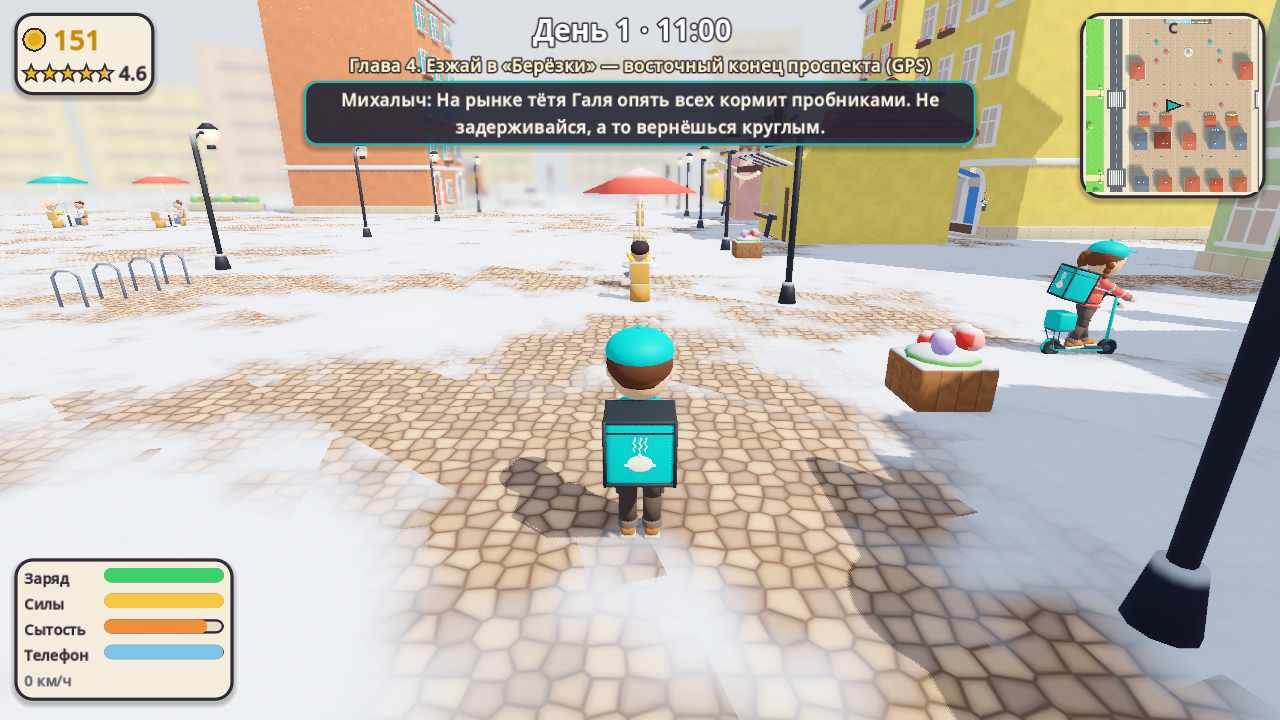 151
4.6
День 1 · 11:00
Глава 4. Езжай в «Берёзки» — восточный конец проспекта (GPS)
Михалыч: На рынке тётя Галя опять всех кормит пробниками. Не
задерживайся, а то вернёшься круглым.
С
Заряд
Силы
Сытость
Телефон
0 км/ч